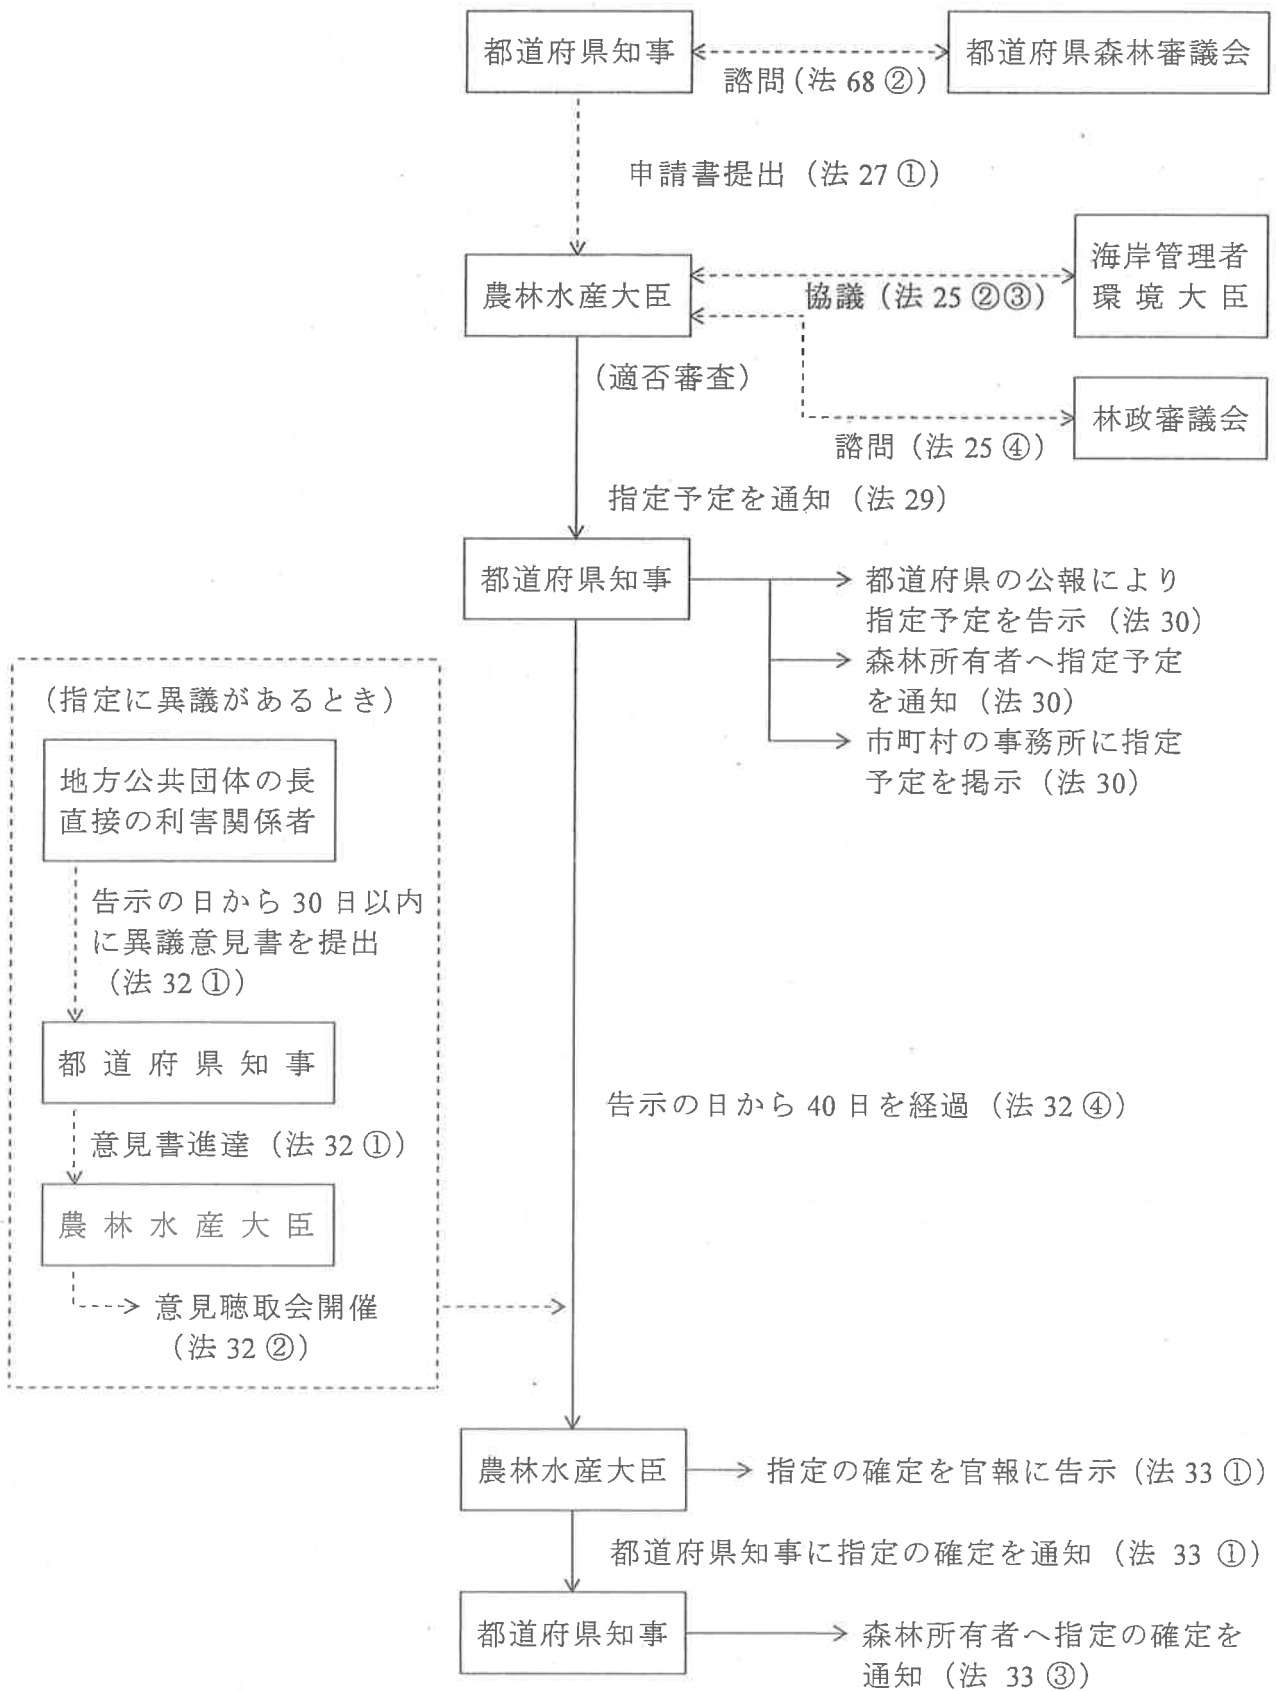 都道府県知事
都道府県森林審議会
諮問（法 68 ②）
申請書提出（法 27 ①）
農林水産大臣
海岸管理者
環境大臣
協議（法 25 ②③）
（適否審査）
林政審議会
諮問（法 25 ④）
指定予定を通知（法 29）
都道府県知事
都道府県の公報により
指定予定を告示（法 30）
森林所有者へ指定予定
を通知（法 30）
市町村の事務所に指定
予定を掲示（法 30）
（指定に異議があるとき）
地方公共団体の長
直接の利害関係者
告示の日から 30 日以内
に異議意見書を提出
（法 32 ①）
都道府県知事
意見書進達（法 32 ①）
農林水産大臣
意見聴取会開催
（法 32 ②）
告示の日から 40 日を経過（法 32 ④）
農林水産大臣
指定の確定を官報に告示（法 33 ①）
都道府県知事に指定の確定を通知（法 33 ①）
都道府県知事
森林所有者へ指定の確定を
通知（法 33 ③）